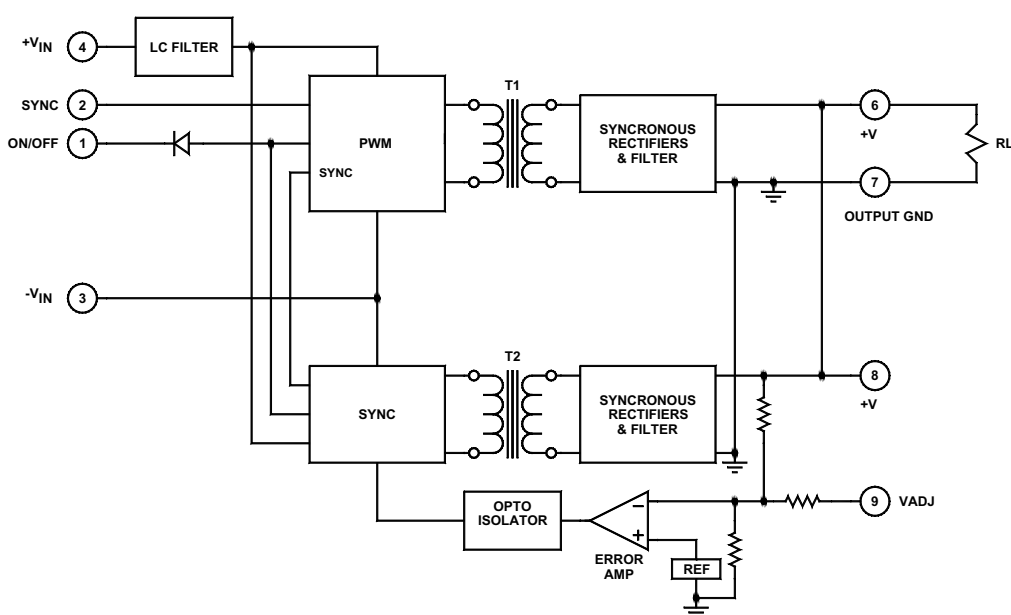 +VIN
4
LC FILTER
SYNC
2
T1
6
+V
ON/OFF
1
PWM
SYNC
SYNCRONOUS
RECTIFIERS
& FILTER
RL
7
OUTPUT GND
-VIN
3
T2
SYNC
SYNCRONOUS
RECTIFIERS
& FILTER
8
+V
OPTO
ISOLATOR
−
+
ERROR
AMP
REF
9
VADJ